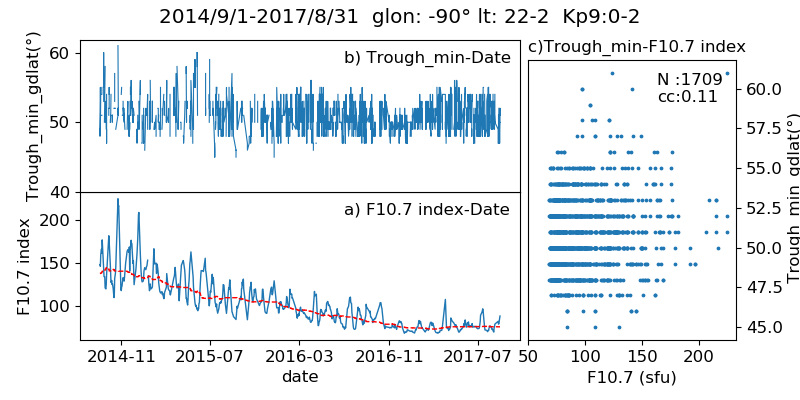 2014/9/1-2017/8/31  glon: -90° lt: 22-2  Kp9:0-2
c)Trough_min-F10.7 index
b) Trough_min-Date
N :1709
cc:0.11
Trough_min_gdlat(°)
60
50
40
a) F10.7 index-Date
F10.7 index
200
150
100
2014-11 2015-07 2016-03 2016-11 2017-07
date
60.0
57.5
55.0
52.5
50.0
47.5
45.0
Trough_min_gdlat(°)
50 100 150 200
F10.7 (sfu)